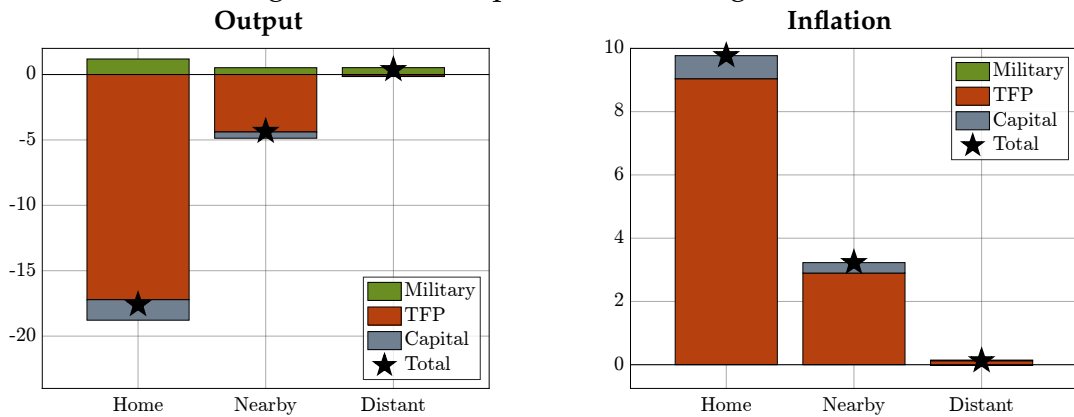 Output
0
-5
-10
-15
-20
Military
TFP
Capital
Total
Home Nearby Distant
Inflation
10
8
6
4
2
0
Military
TFP
Capital
Total
Home Nearby Distant